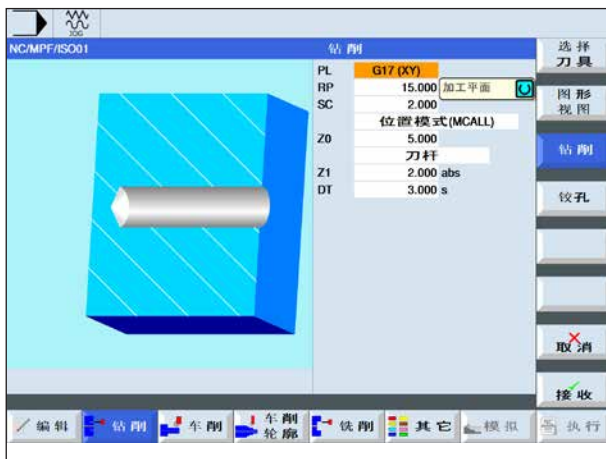 JOG
NC/MPF/ISO01
钻削
PL G17 (XY)
RP 15.000 加工平面
SC 2.000
位置模式(MCALL)
Z0 5.000
刀杆
Z1 2.000 abs
DT 3.000 s
选择
刀具
图形
视图
钻削
铰孔
取消
接收
编辑 钻削 车削 车削轮廓 铣削 其它 模拟 执行